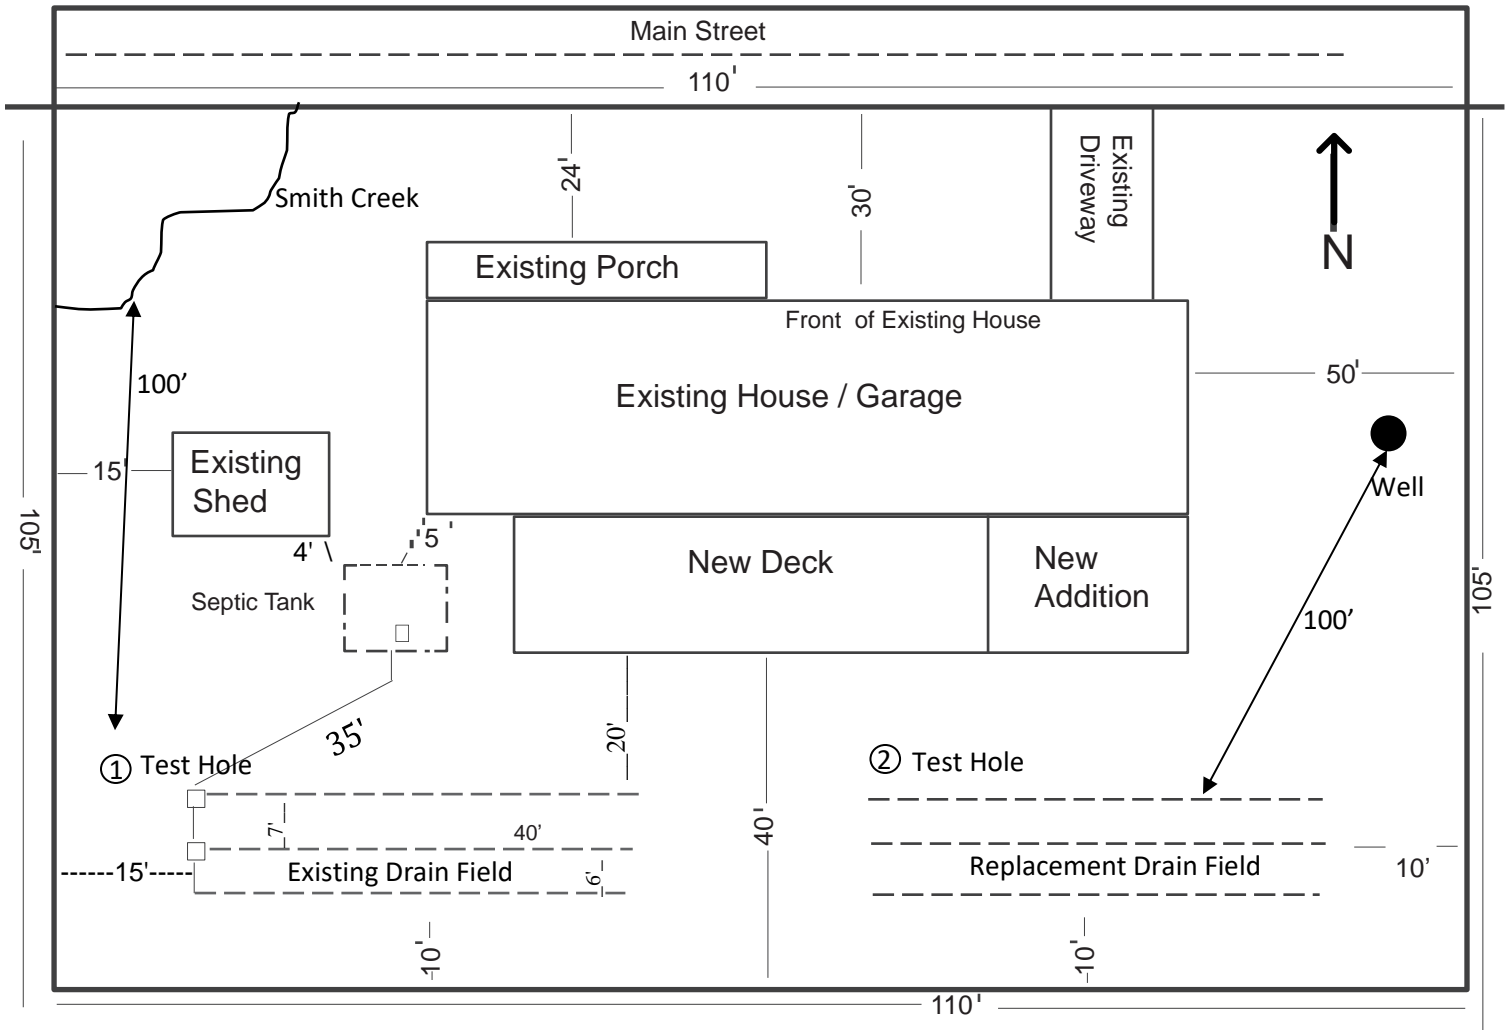 Main Street
110'
24'
30'
Existing
Driveway
N
Smith Creek
Existing Porch
Front of Existing House
100’
50'
Existing House / Garage
15'
Existing
Shed
Well
105'
4'
5 '
New Deck
New
Addition
Septic Tank
105'
100’
35'
20'
1 Test Hole
2 Test Hole
7'
40’
40'
15'
Existing Drain Field
6'
Replacement Drain Field
10’
10'
10'
110'